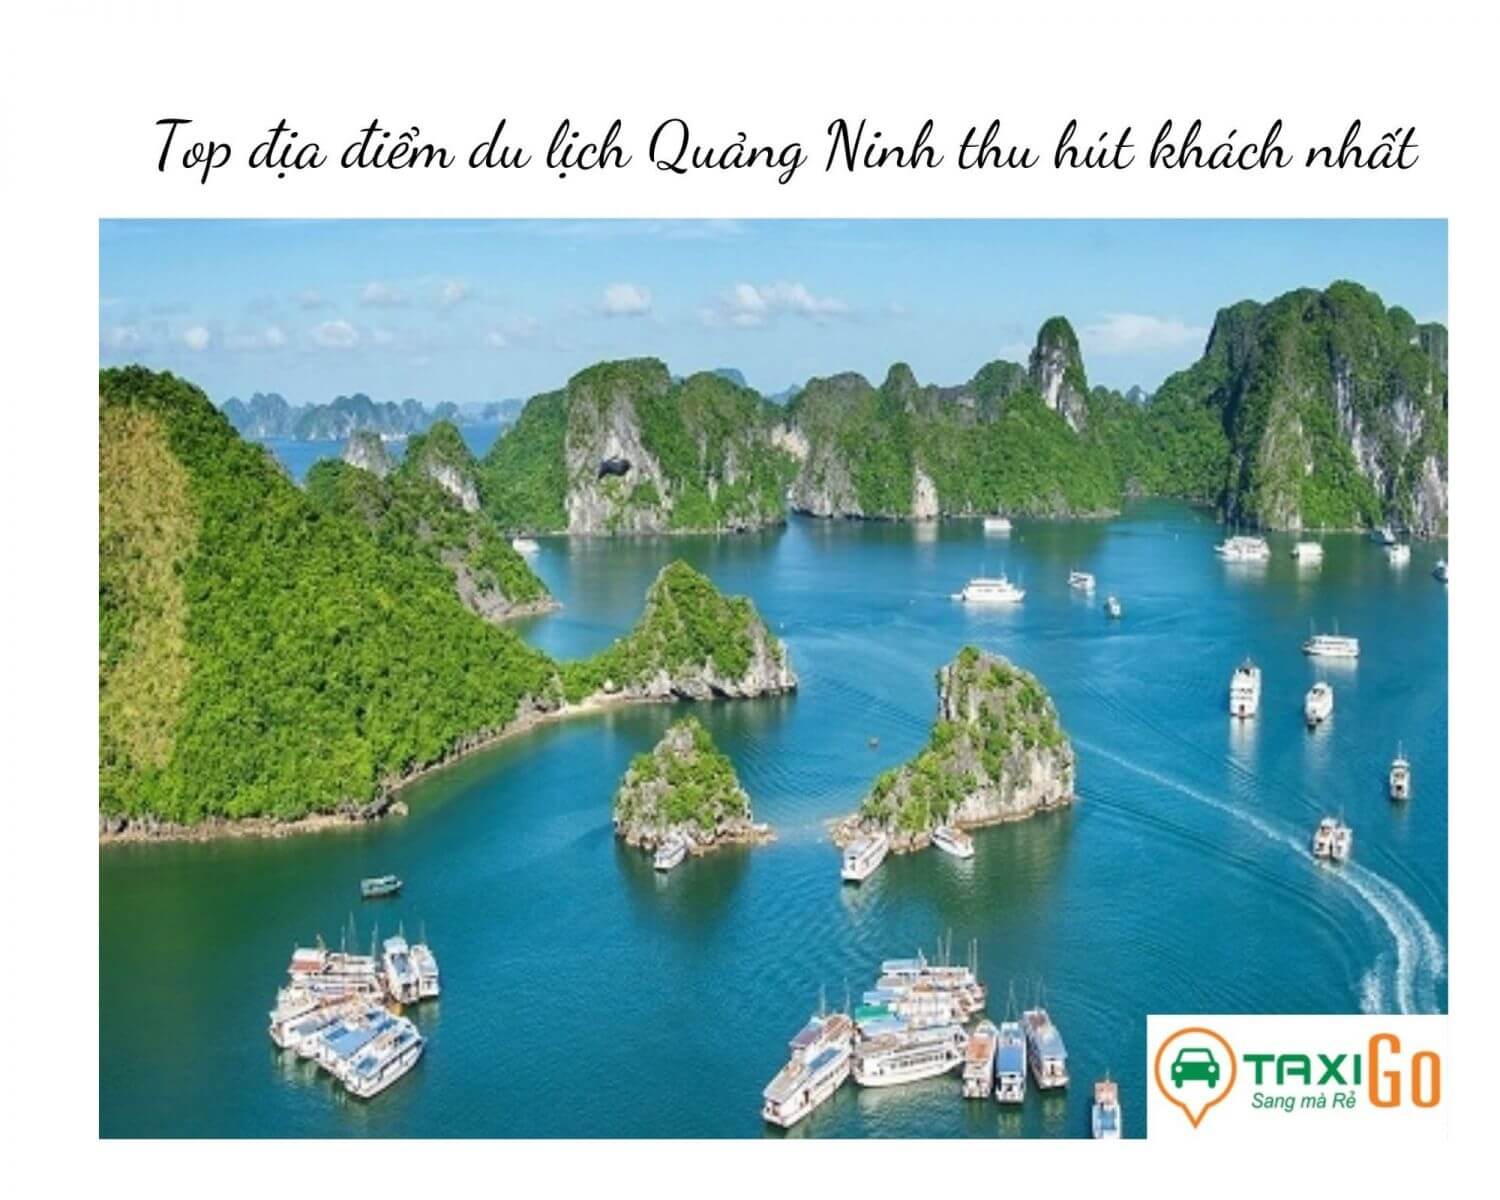 Top địa điểm du lịch Quảng Ninh thu hút khách nhất
TAXIGo
Sang mà Rẻ